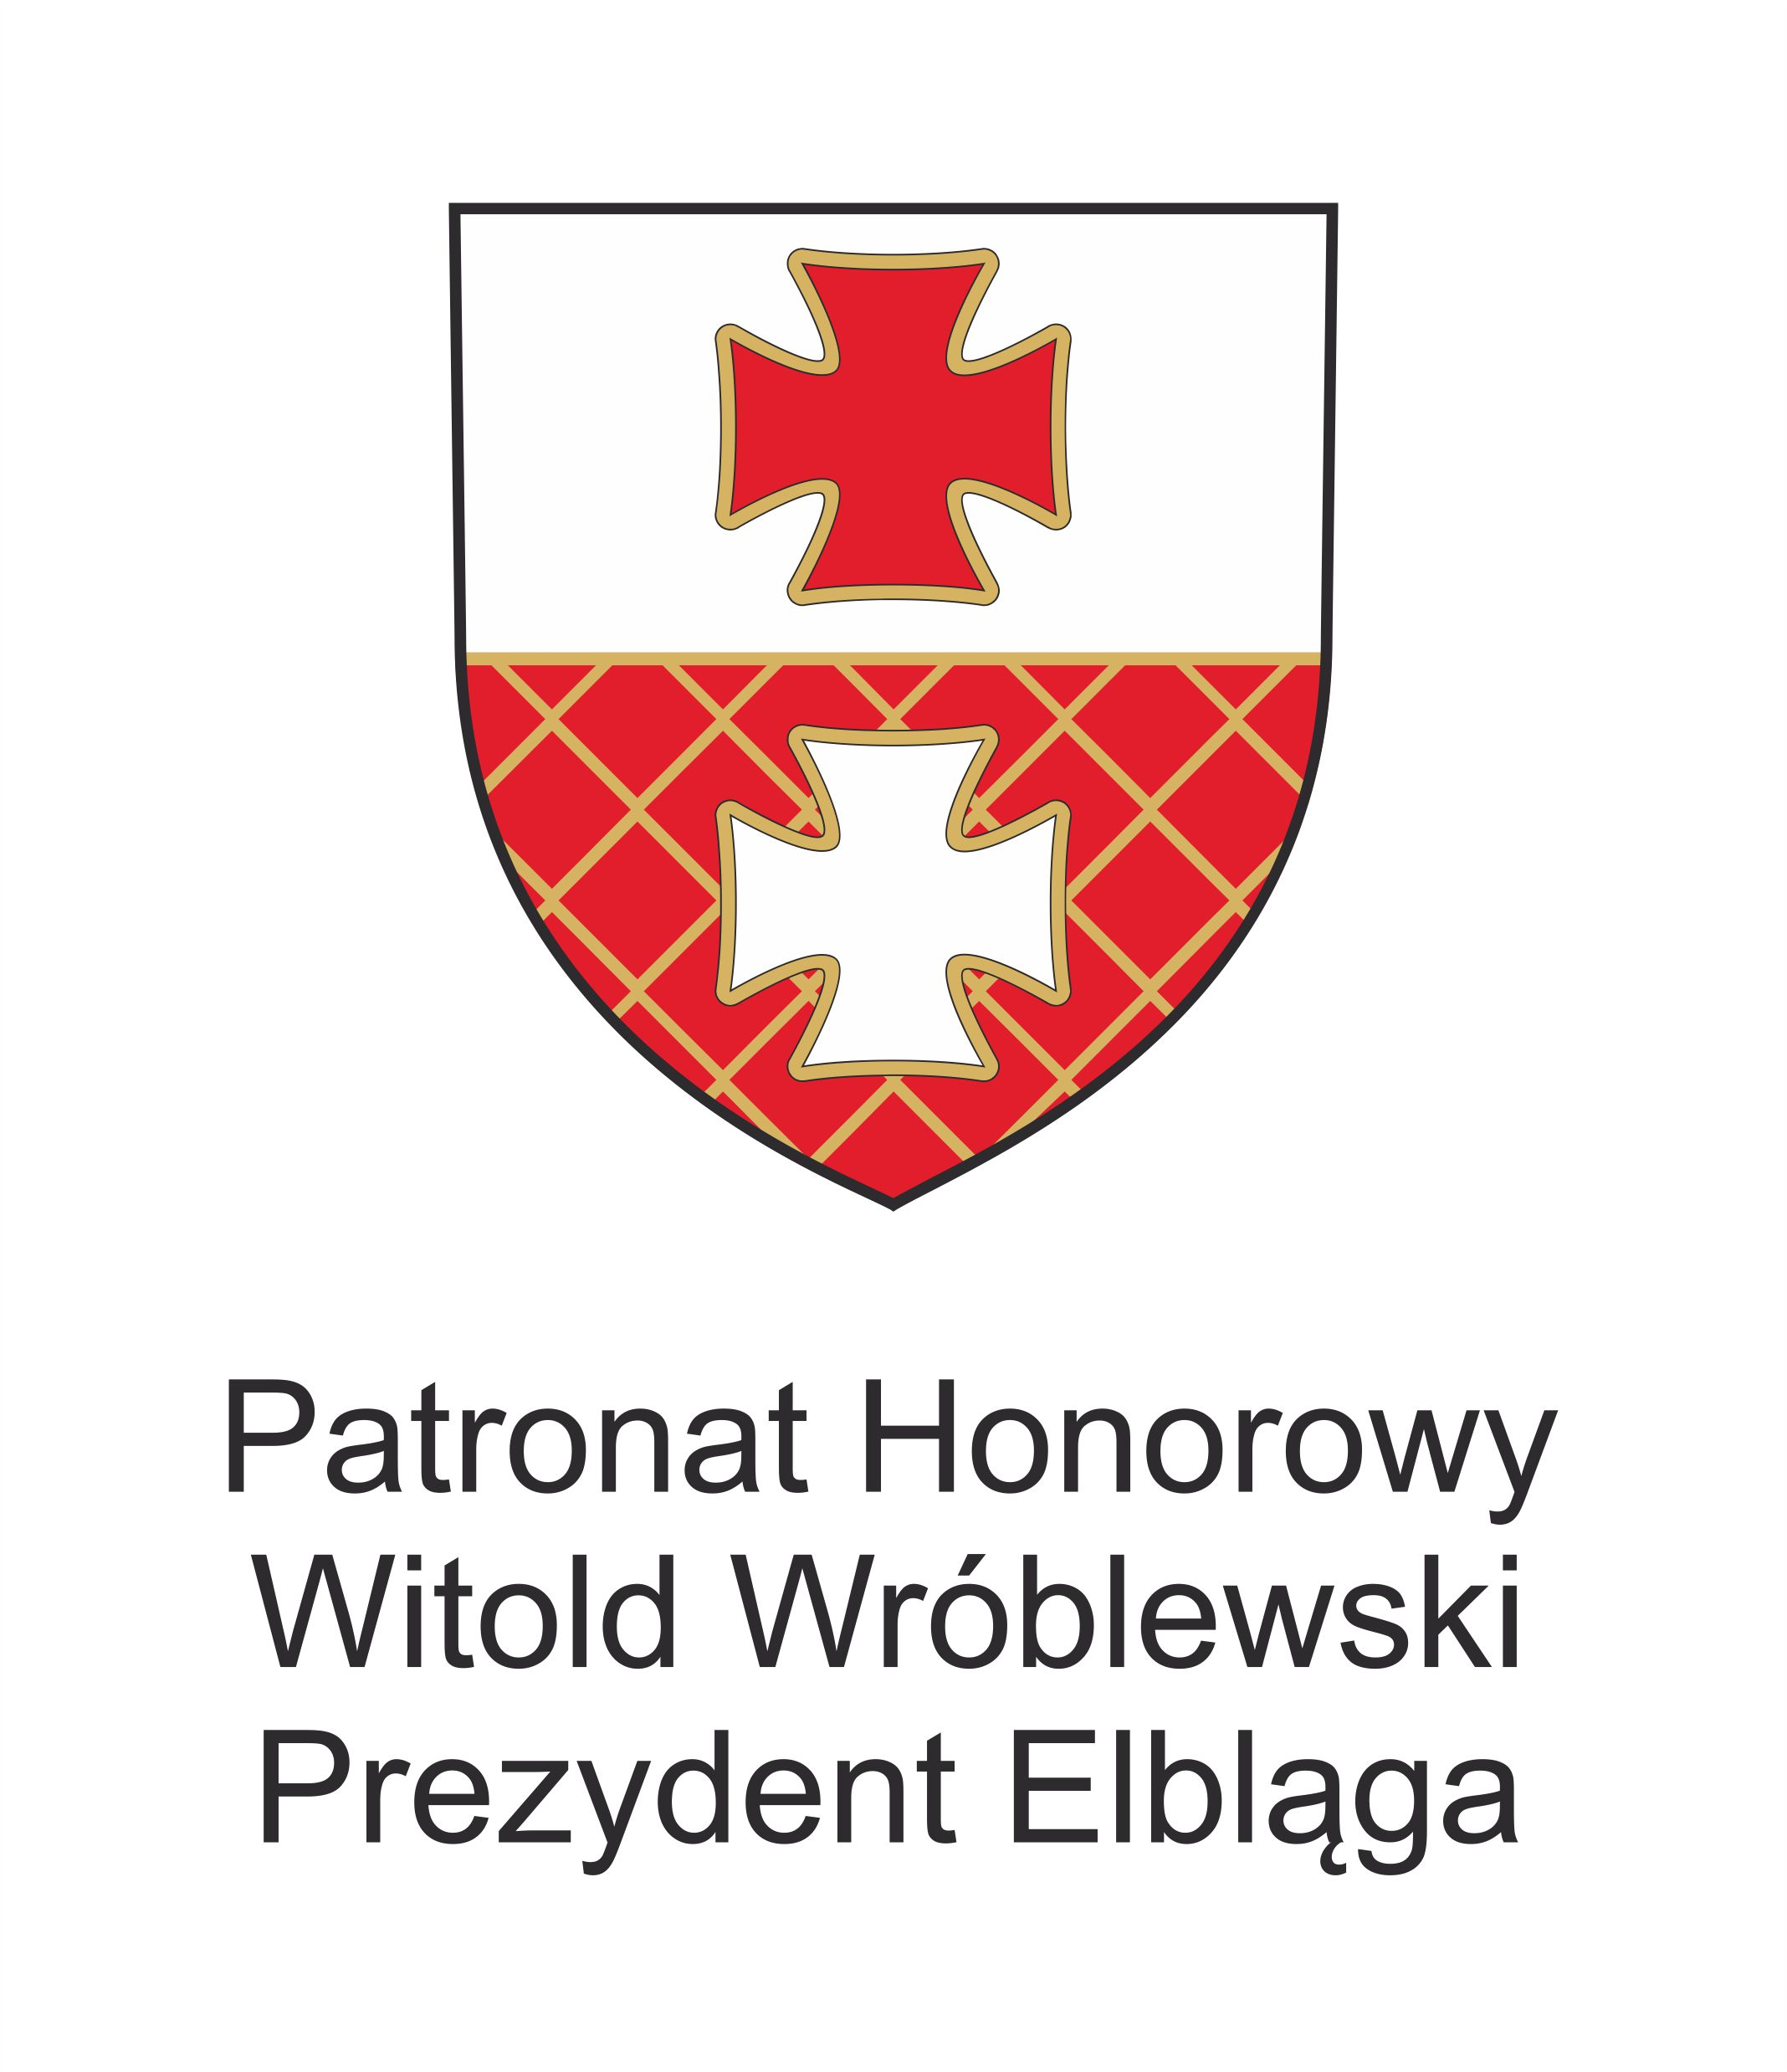 Patronat Honorowy
Witold Wróblewski
Prezydent Elbląga